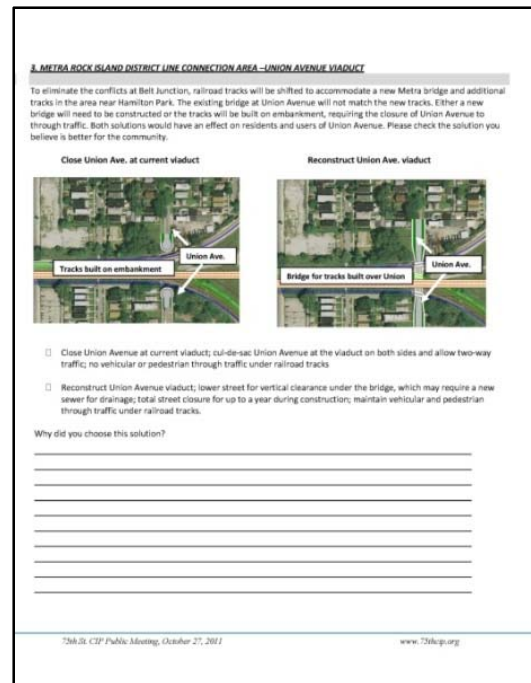 3. METRA ROCK ISLAND DISTRICT LINE CONNECTION AREA –UNION AVENUE VIADUCT
To eliminate the conflicts at Belt Junction, railroad tracks will be shifted to accommodate a new Metra bridge and additional
tracks in the area near Hamilton Park. The existing bridge at Union Avenue will not match the new tracks. Either a new
bridge will need to be constructed or the tracks will be built on embankment, requiring the closure of Union Avenue to
through traffic. Both solutions would have an effect on residents and users of Union Avenue. Please check the solution you
believe is better for the community.
Close Union Ave. at current viaduct
Reconstruct Union Ave. viaduct
Union Ave.
Tracks built on embankment
Union Ave.
Bridge for tracks built over Union
Close Union Avenue at current viaduct; cul-de-sac Union Avenue at the viaduct on both sides and allow two-way
traffic; no vehicular or pedestrian through traffic under railroad tracks
Reconstruct Union Avenue viaduct; lower street for vertical clearance under the bridge, which may require a new
sewer for drainage; total street closure for up to a year during construction; maintain vehicular and pedestrian
through traffic under railroad tracks.
Why did you choose this solution?
75th St. CIP Public Meeting, October 27, 2011
www.75thcip.org